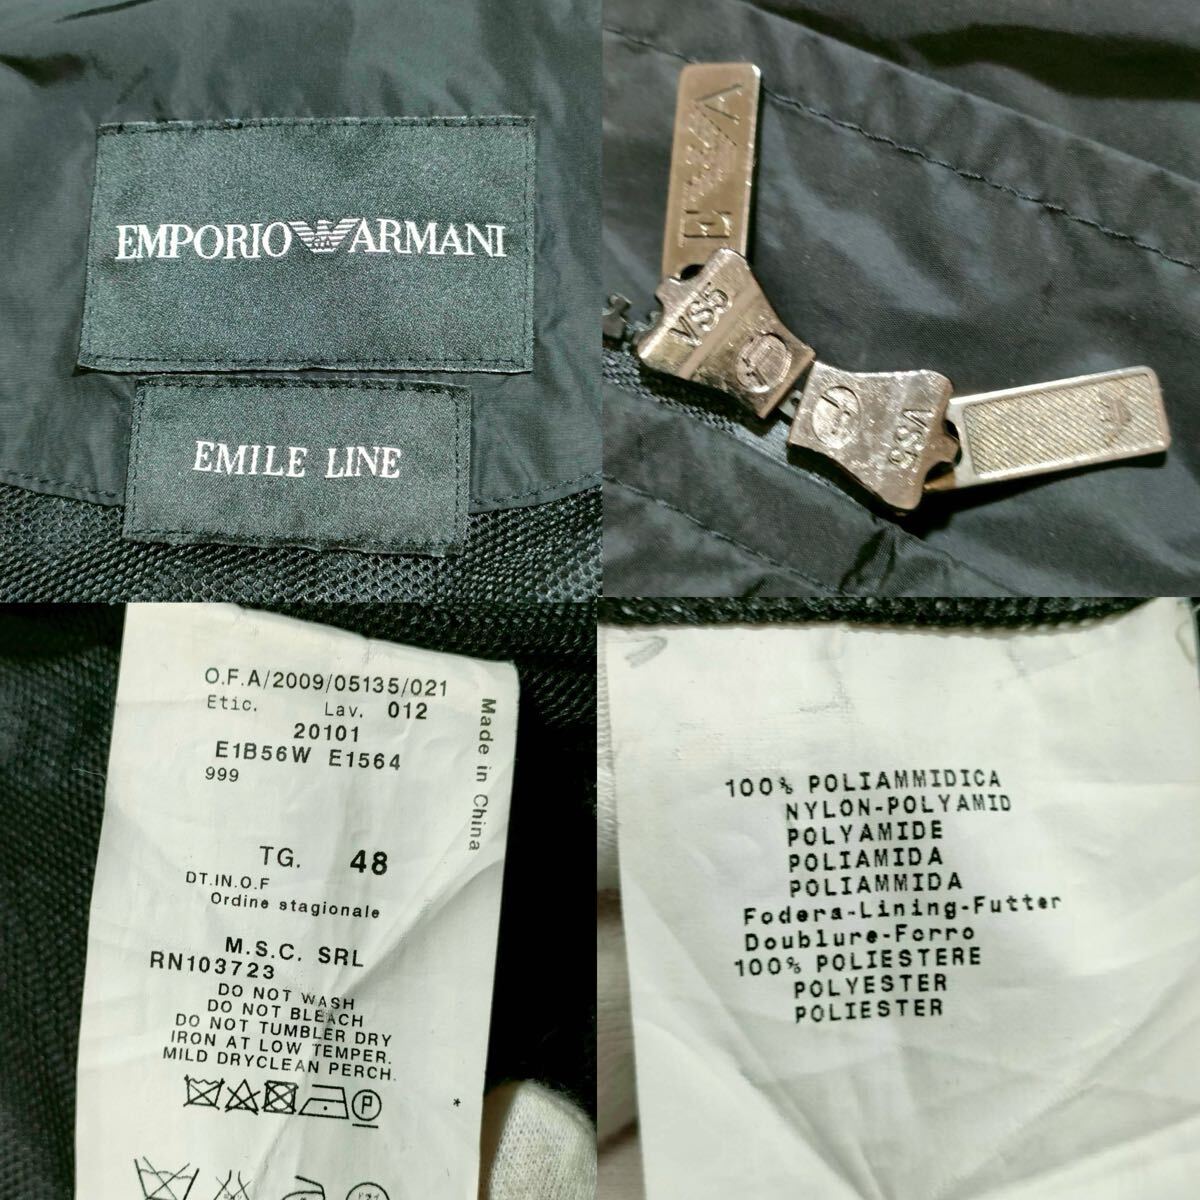 EMPORIO ARMANI
EMILE LINE
E A
VS5
VS5
O.F.A/2009/05135/021
Etic. Lav. 012
20101
E1B56W E1564
999
Made in China
TG. 48
DT.IN.O.F
Ordine stagionale
M.S.C. SRL
RN103723
DO NOT WASH
DO NOT BLEACH
DO NOT TUMBLER DRY
IRON AT LOW TEMPER.
MILD DRYCLEAN PERCH.
P
*
100% POLIAMMIDICA
NYLON-POLYAMID
POLYAMIDE
POLIAMIDA
POLIAMMIDA
Fodera-Lining-Futter
Doublure-Forro
100% POLIESTERE
POLYESTER
POLIESTER